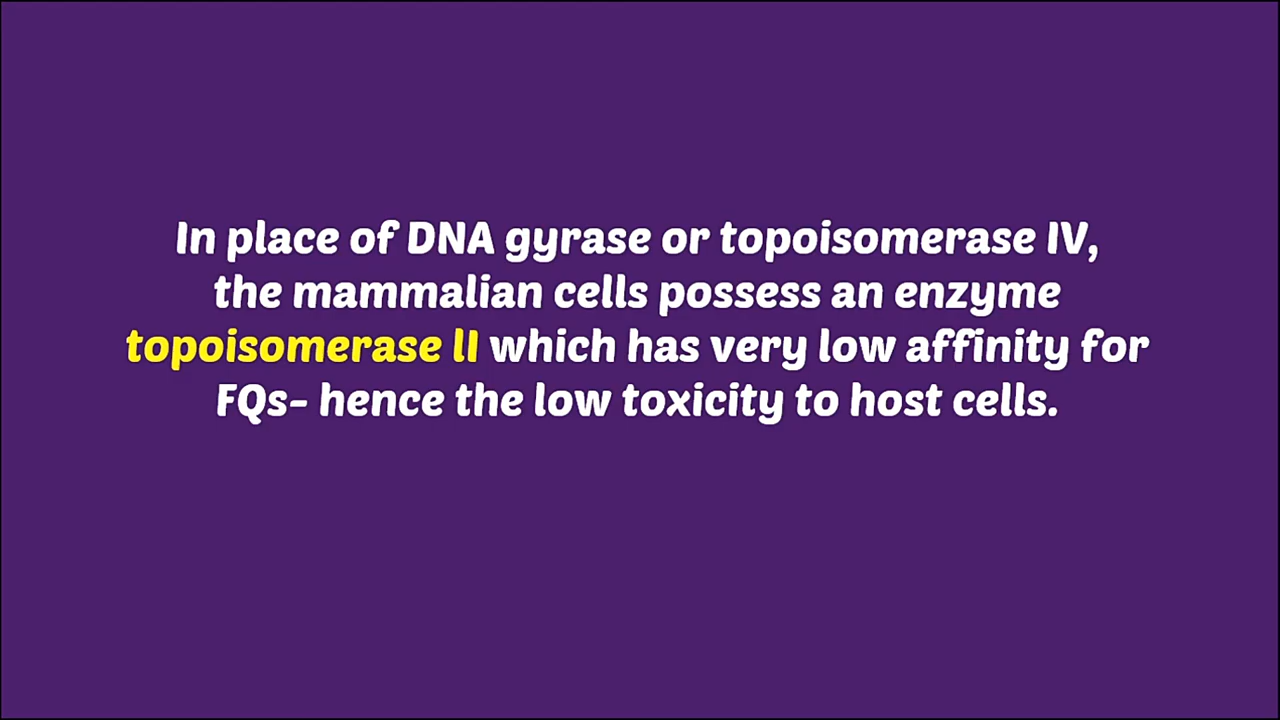 In place of DNA gyrase or topoisomerase IV,
the mammalian cells possess an enzyme
topoisomerase lI which has very low affinity for
FQs- hence the low toxicity to host cells.